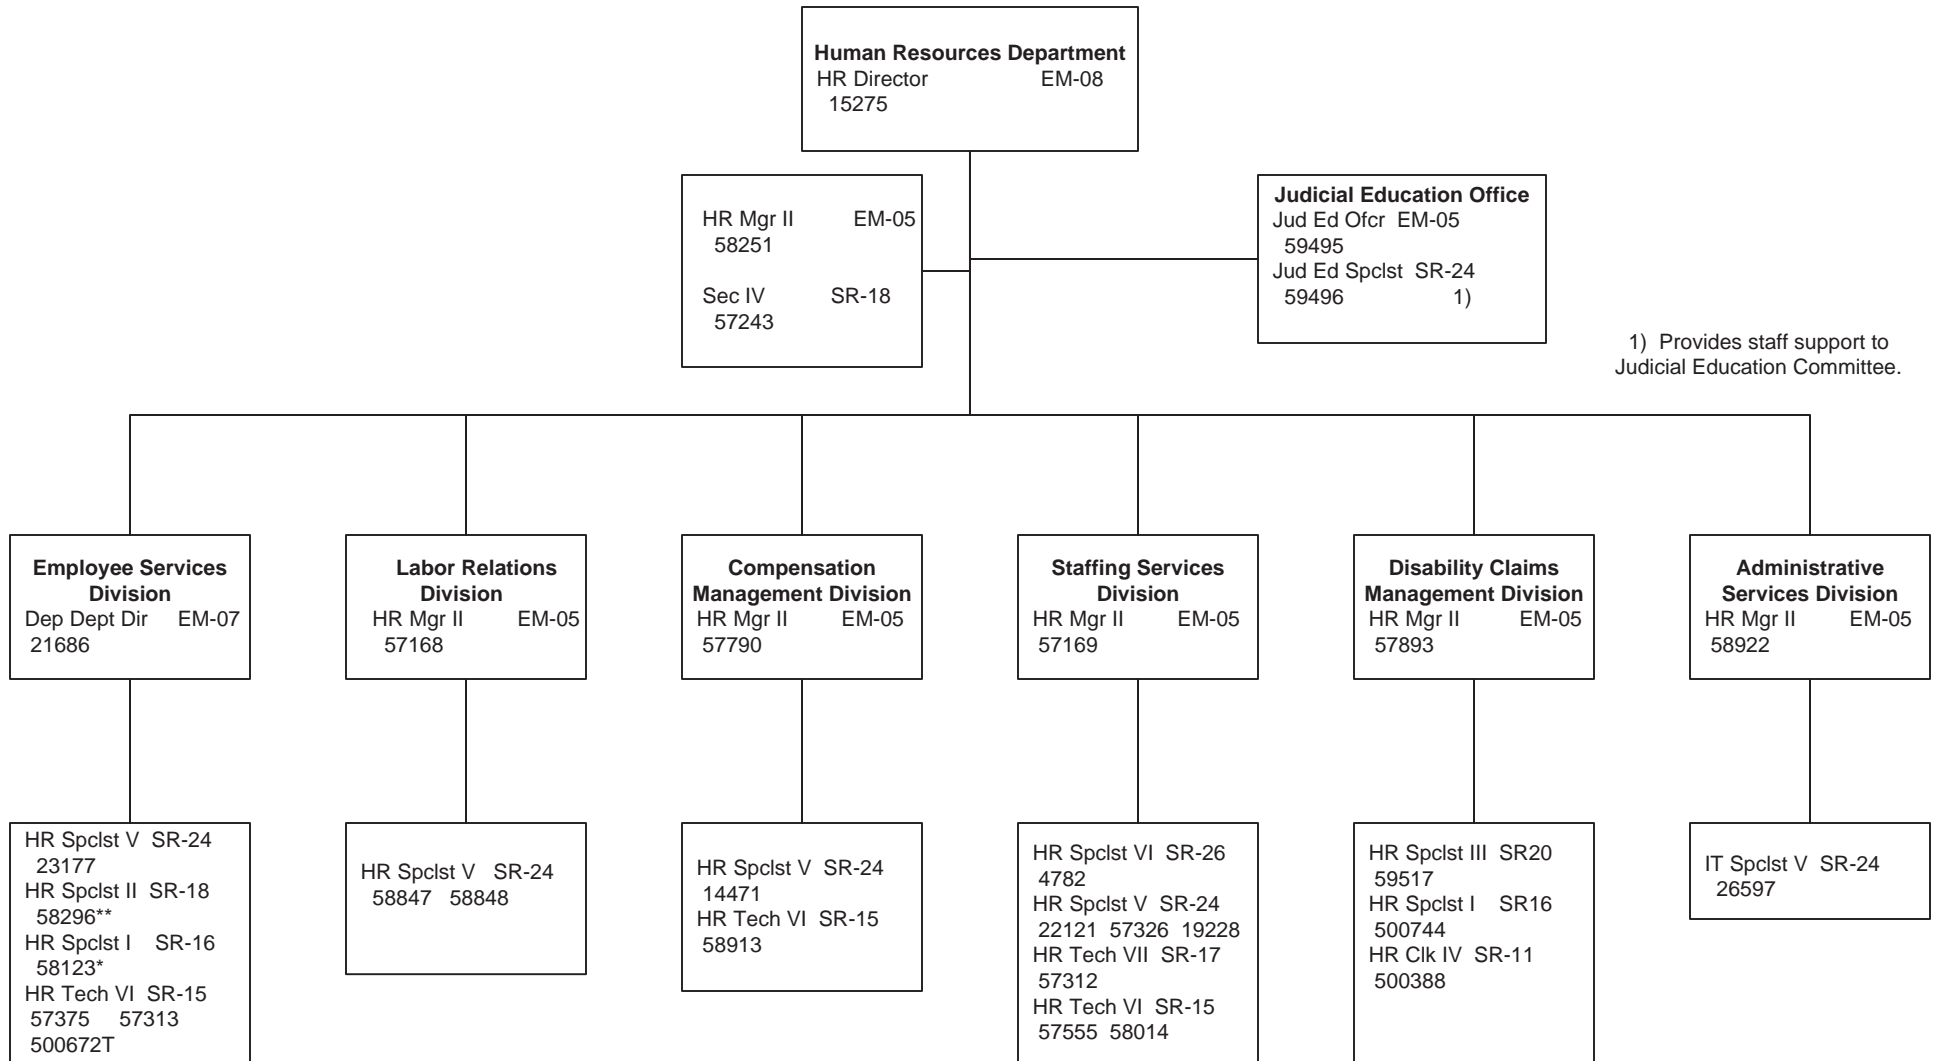 Human Resources Department
HR Director EM-08
15275
HR Mgr II EM-05
58251
Sec IV SR-18
57243
Judicial Education Office
Jud Ed Ofcr EM-05
59495
Jud Ed Spclst SR-24
59496 1)
1) Provides staff support to
Judicial Education Committee.
Employee Services
Division
Dep Dept Dir EM-07
21686
Labor Relations
Division
HR Mgr II EM-05
57168
Compensation
Management Division
HR Mgr II EM-05
57790
Staffing Services
Division
HR Mgr II EM-05
57169
Disability Claims
Management Division
HR Mgr II EM-05
57893
Administrative
Services Division
HR Mgr II EM-05
58922
HR Spclst V SR-24
23177
HR Spclst II SR-18
58296**
HR Spclst I SR-16
58123*
HR Tech VI SR-15
57375 57313
500672T
HR Spclst V SR-24
58847 58848
HR Spclst V SR-24
14471
HR Tech VI SR-15
58913
HR Spclst VI SR-26
4782
HR Spclst V SR-24
22121 57326 19228
HR Tech VII SR-17
57312
HR Tech VI SR-15
57555 58014
HR Spclst III SR20
59517
HR Spclst I SR16
500744
HR Clk IV SR-11
500388
IT Spclst V SR-24
26597